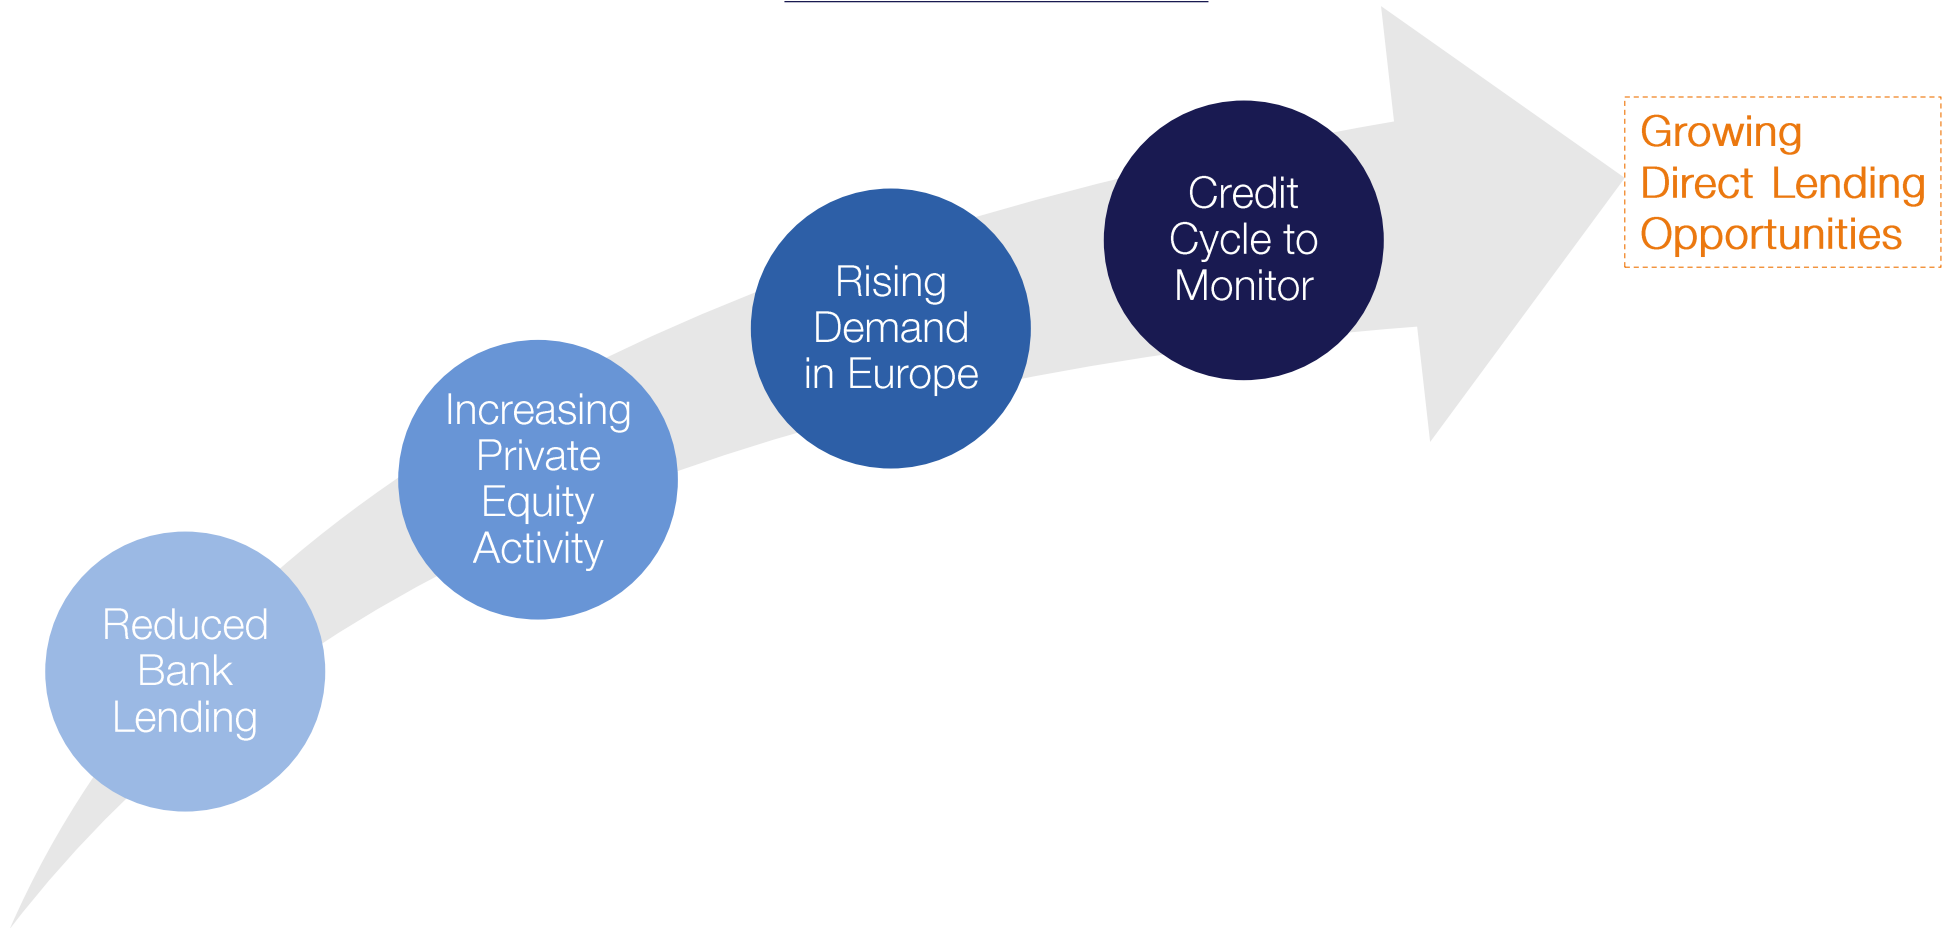 Reduced
Bank
Lending
Increasing
Private
Equity
Activity
Rising
Demand
in Europe
Credit
Cycle to
Monitor
Growing
Direct Lending
Opportunities